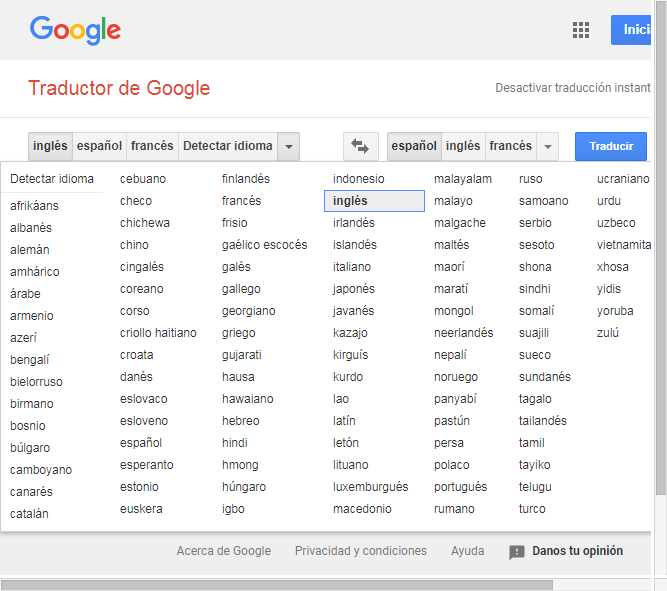 Google
Inici
Traductor de Google
Desactivar traducción instant
inglés español francés Detectar idioma español inglés francés Traducir
Detectar idioma cebuano finlandés indonesio malayalam ruso ucraniano
afrikáans checo francés inglés malayo samoano urdu
albanés chichewa frisio irlandés malgache serbio uzbeco
alemán chino gaélico escocés islandés maltés sesoto vietnamita
amhárico cingalés galés italiano maorí shona xhosa
árabe coreano gallego japonés maratí sindhi yidis
armenio corso georgiano javanés mongol somalí yoruba
azerí criollo haitiano griego kazajo neerlandés suajili zulú
bengalí croata gujarati kirguís nepalí sueco
bielorruso danés hausa kurdo noruego sundanés
birmano eslovaco hawaiano lao panyabí tagalo
bosnio esloveno hebreo latín pastún tailandés
búlgaro español hindi letón persa tamil
camboyano esperanto hmong lituano polaco tayiko
canarés estonio húngaro luxemburgués portugués telugu
catalán euskera igbo macedonio rumano turco
Acerca de Google Privacidad y condiciones Ayuda Danos tu opinión